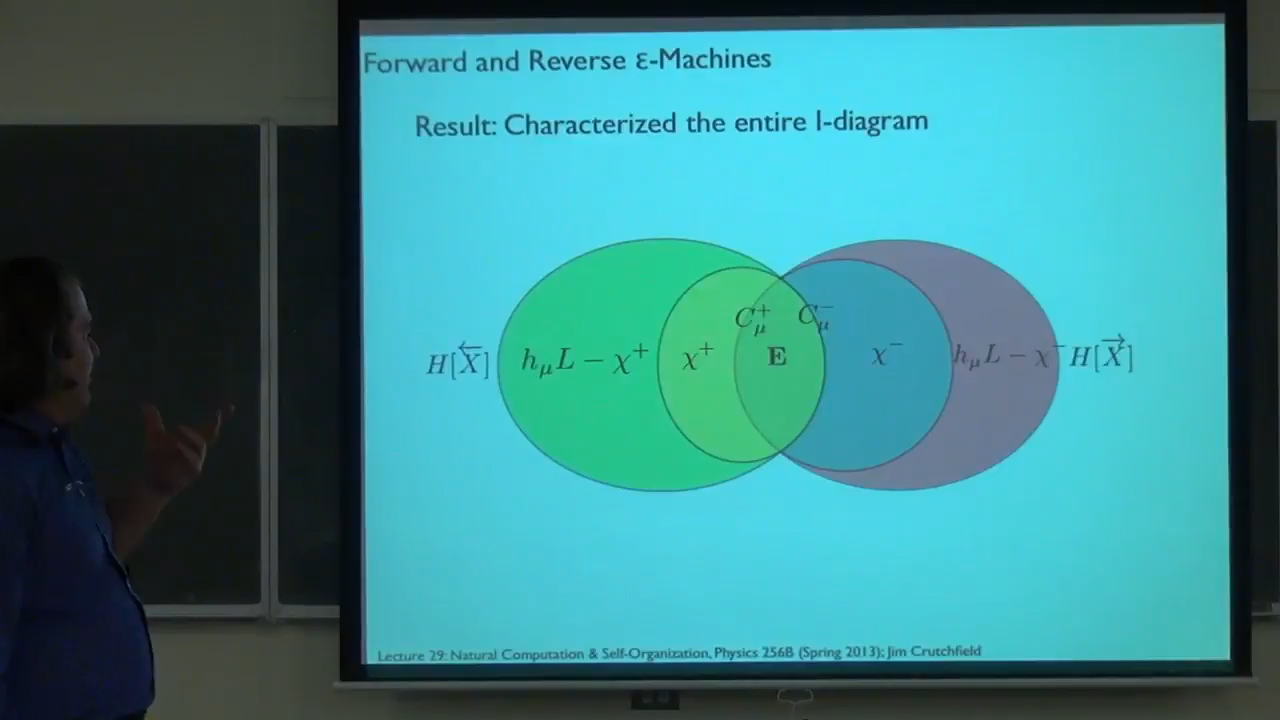 Forward and Reverse ε-Machines
Result: Characterized the entire I-diagram
C_μ^+ C_μ^-
H[X⃖] h_μL − χ^+ χ^+ E χ^- h_μL − χ^- H[X⃗]
Lecture 29: Natural Computation & Self-Organization, Physics 256B (Spring 2013); Jim Crutchfield